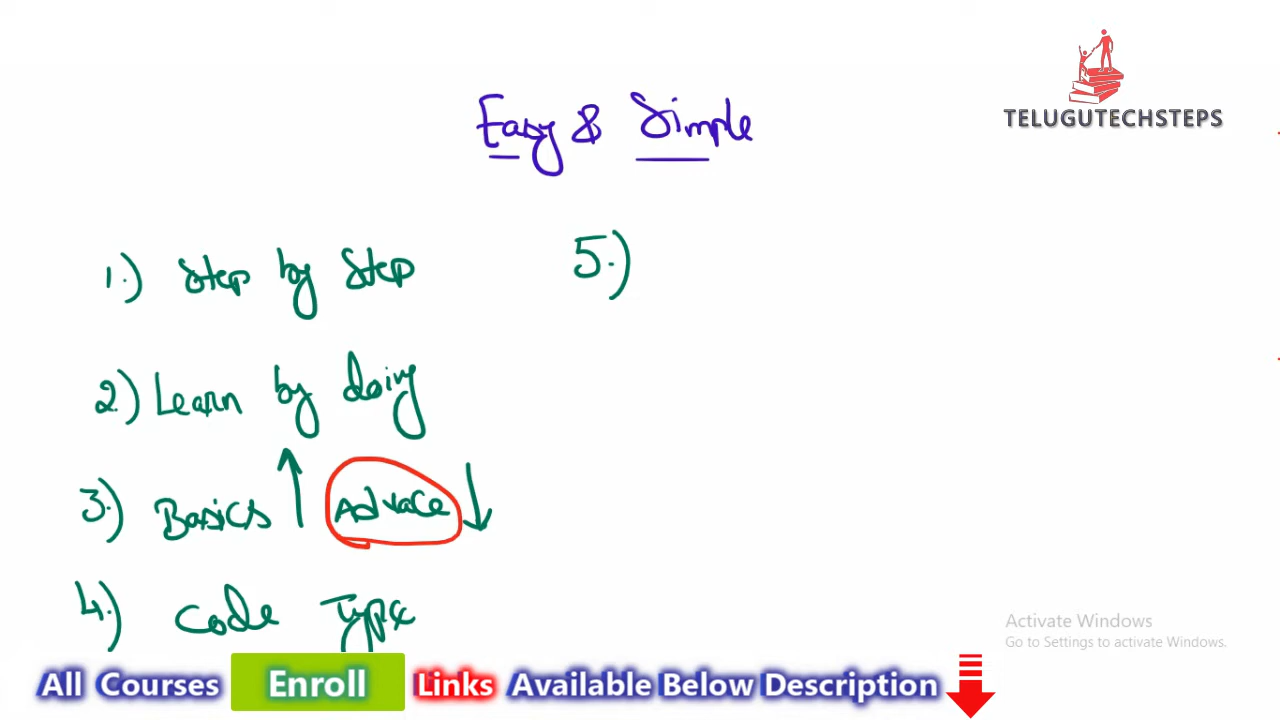 TELUGUTECHSTEPS
Easy & Simple
1.) Step by Step
2.) Learn by doing
3.) Basics ↑ Advace ↓
4.) Code Type
5.)
Activate Windows
Go to Settings to activate Windows.
All Courses Enroll Links Available Below Description